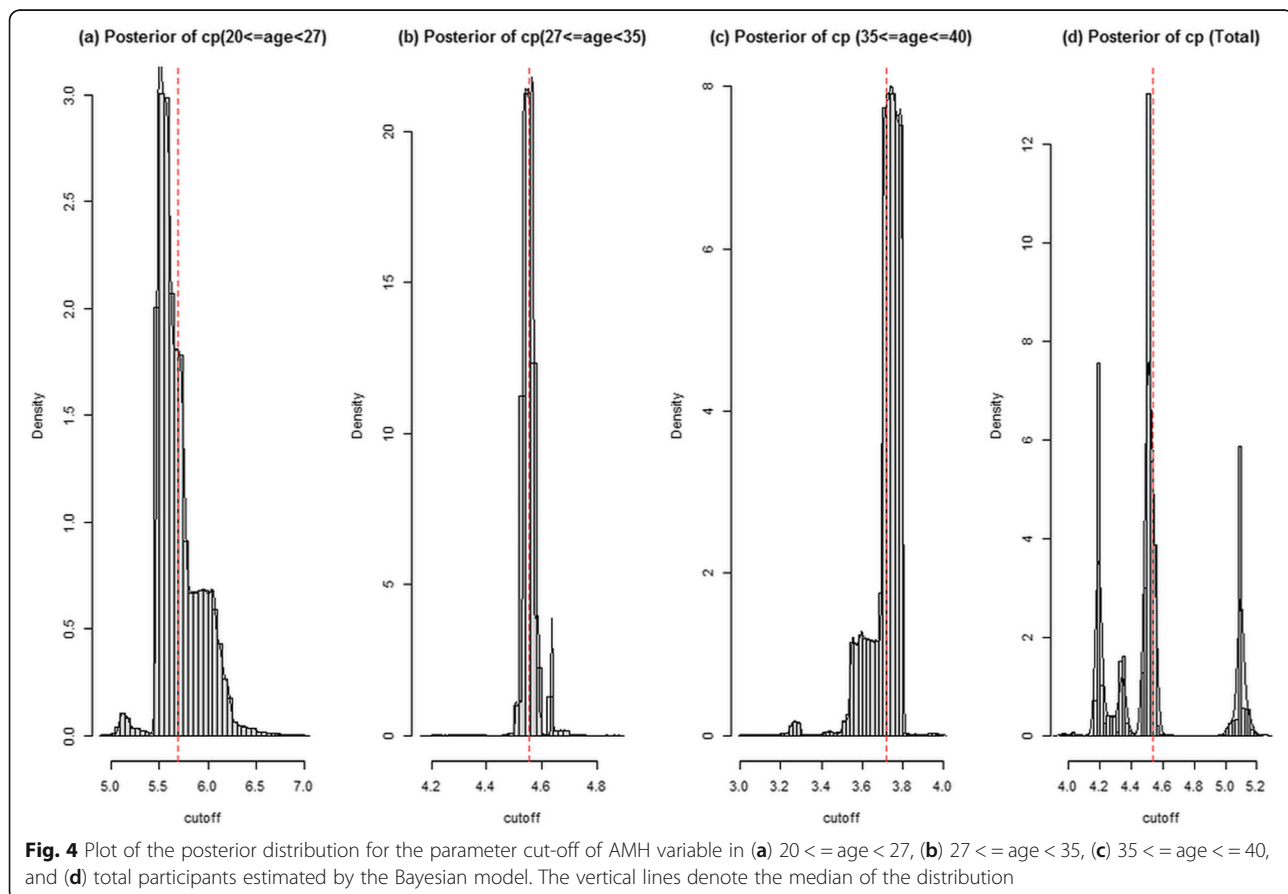 (a) Posterior of cp(20<=age<27)
(b) Posterior of cp(27<=age<35)
(c) Posterior of cp (35<=age<=40)
(d) Posterior of cp (Total)
Density
0.0 0.5 1.0 1.5 2.0 2.5 3.0
5.0 5.5 6.0 6.5 7.0
cutoff
Density
0 5 10 15 20
4.2 4.4 4.6 4.8
cutoff
Density
0 2 4 6 8
3.0 3.2 3.4 3.6 3.8 4.0
cutoff
Density
0 2 4 6 8 10 12
4.0 4.2 4.4 4.6 4.8 5.0 5.2
cutoff
Fig. 4 Plot of the posterior distribution for the parameter cut-off of AMH variable in (a) 20 < = age < 27, (b) 27 < = age < 35, (c) 35 < = age < = 40,
and (d) total participants estimated by the Bayesian model. The vertical lines denote the median of the distribution